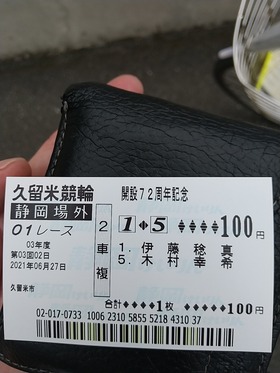 久留米競輪 開設72周年記念
静岡場外
01レース
2車複
1⇔5 ◆◆◆◆100円
03年度
第03回02日
2021年06月27日
1. 伊藤稔真
5. 木村幸希
久留米市
合計◆◆◆◆1枚◆◆◆◆◆100円
02-017-0733 1006 2310 5855 5218 4310 37